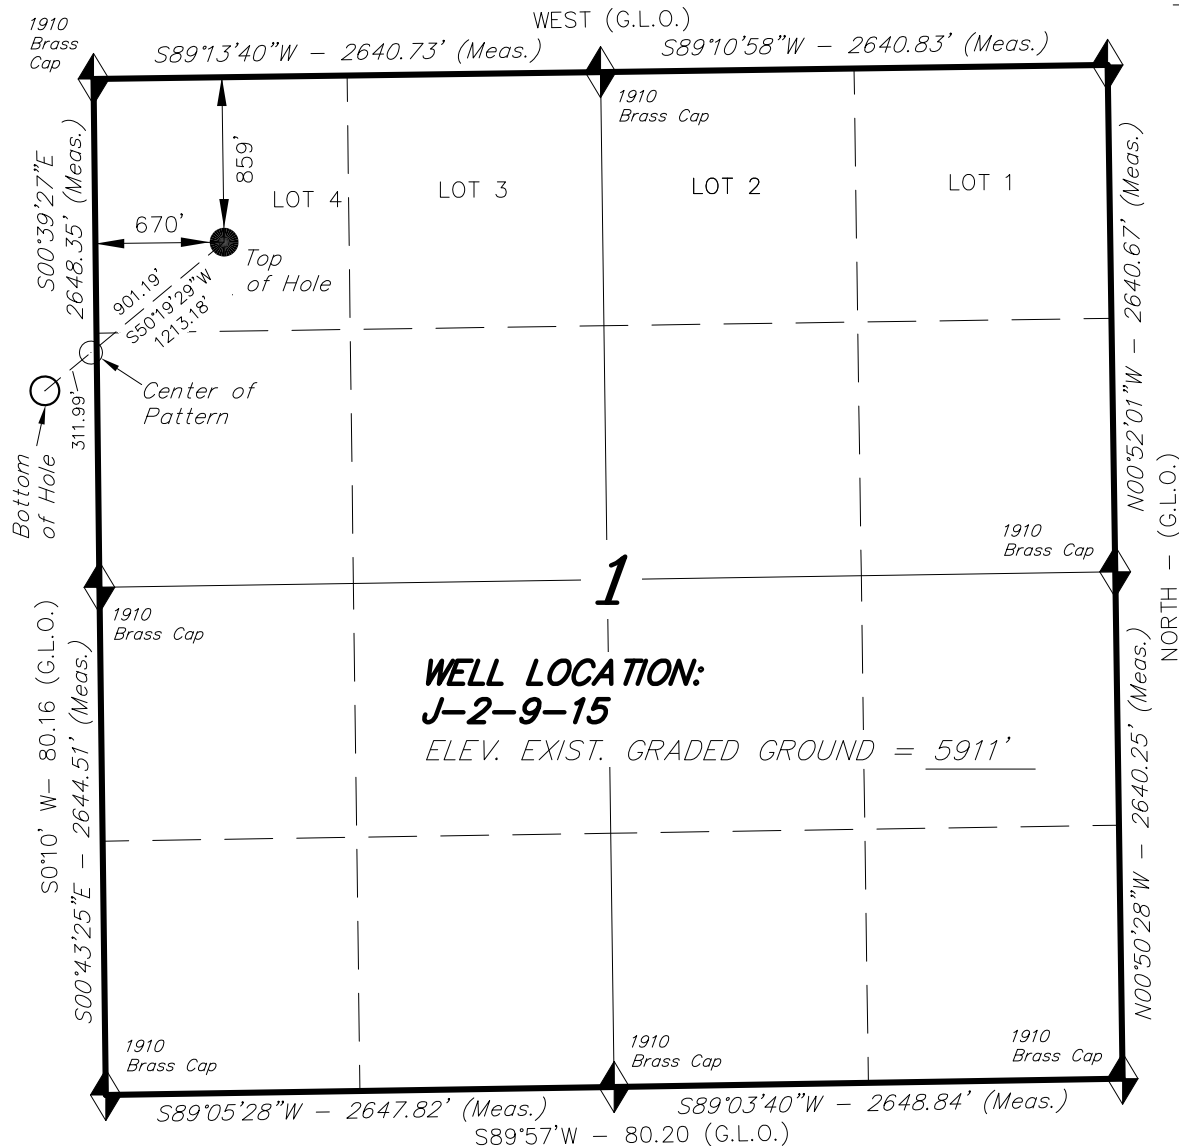 WEST (G.L.O.)
1910
Brass
Cap
S89°13'40"W - 2640.73' (Meas.)
S89°10'58"W - 2640.83' (Meas.)
1910
Brass Cap
S00°39'27"E
2648.35' (Meas.)
859'
670'
LOT 4
LOT 3
LOT 2
LOT 1
N00°52'01"W - 2640.67' (Meas.)
Top
of Hole
901.19'
S50°19'29"W
1213.18'
Center of
Pattern
311.99'
Bottom
of Hole
NORTH - (G.L.O.)
1910
Brass Cap
1
1910
Brass Cap
S0°10' W- 80.16 (G.L.O.)
S00°43'25"E - 2644.51' (Meas.)
WELL LOCATION:
J-2-9-15
ELEV. EXIST. GRADED GROUND = 5911'
N00°50'28"W - 2640.25' (Meas.)
1910
Brass Cap
1910
Brass Cap
1910
Brass Cap
S89°05'28"W - 2647.82' (Meas.)
S89°03'40"W - 2648.84' (Meas.)
S89°57'W - 80.20 (G.L.O.)